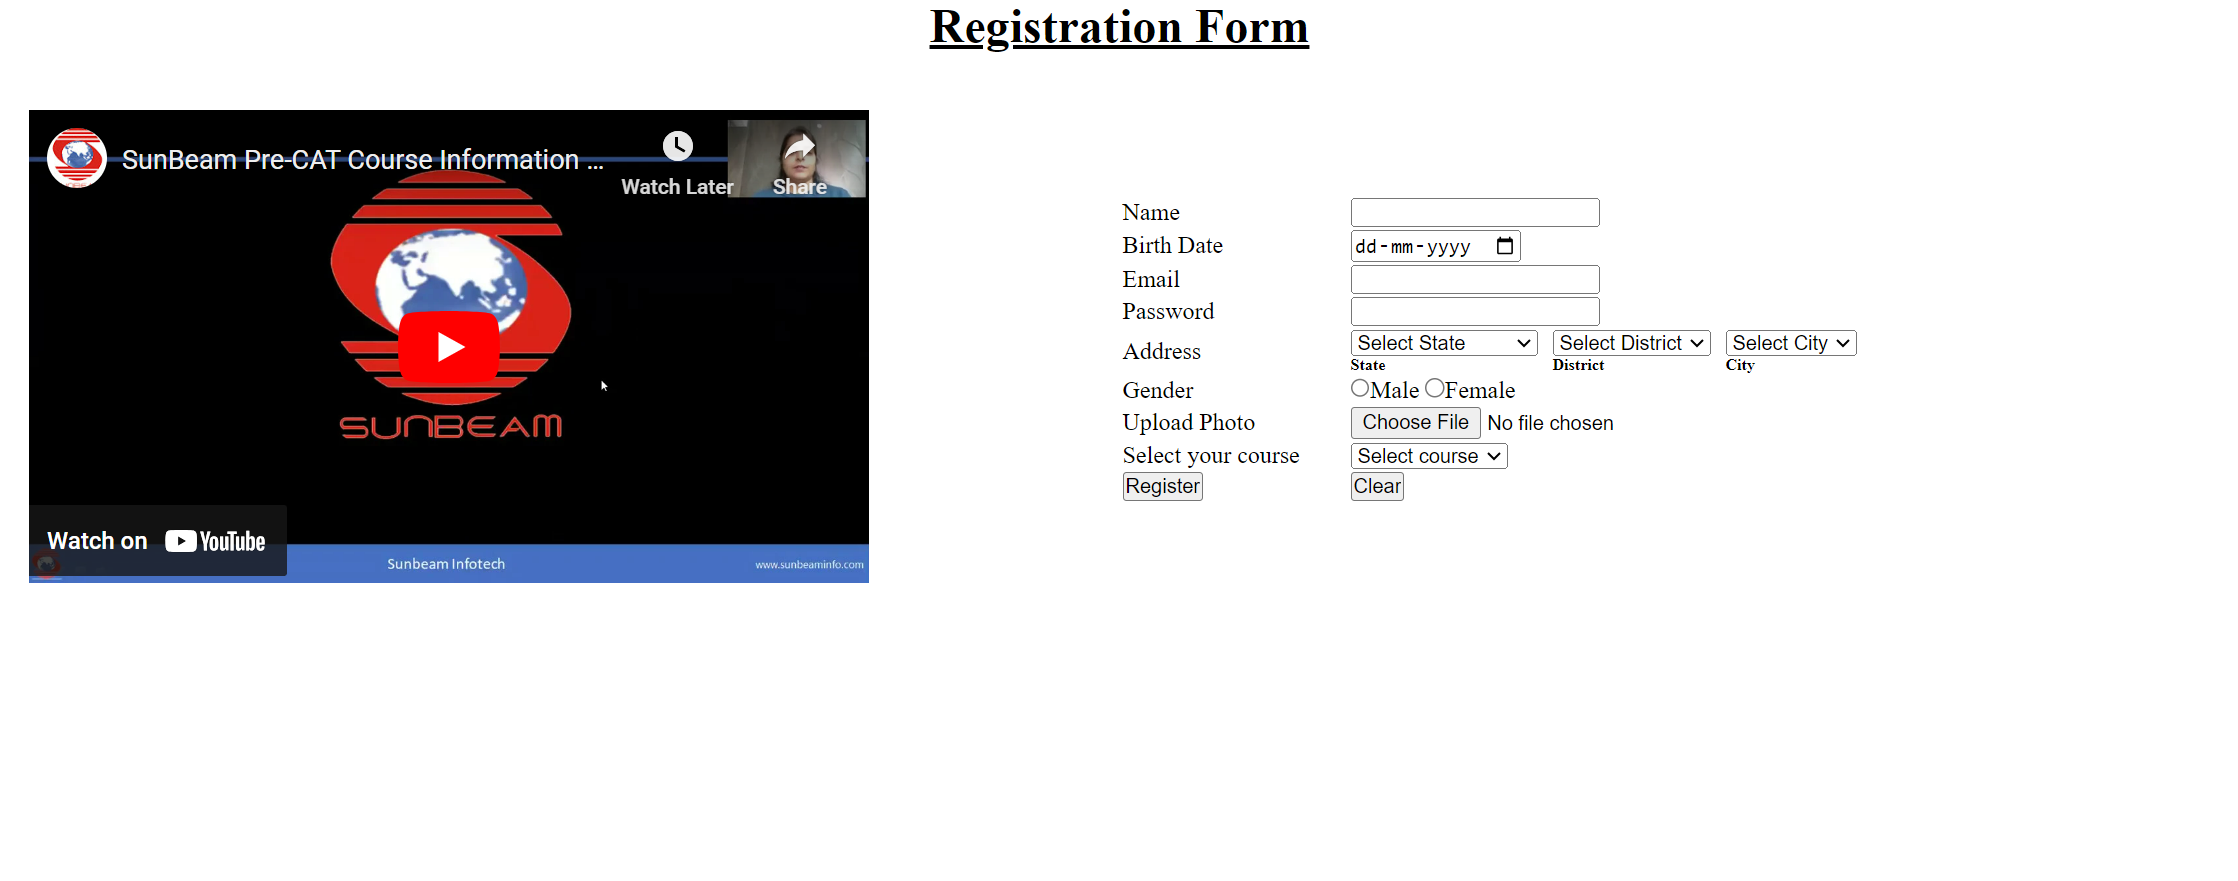 Registration Form
SunBeam Pre-CAT Course Information ...
Watch Later
Share
SUNBEAM
Watch on YouTube
Sunbeam Infotech
www.sunbeaminfo.com
Name
Birth Date dd-mm-yyyy
Email
Password
Address Select State Select District Select City
State District City
Gender Male Female
Upload Photo Choose File No file chosen
Select your course Select course
Register Clear